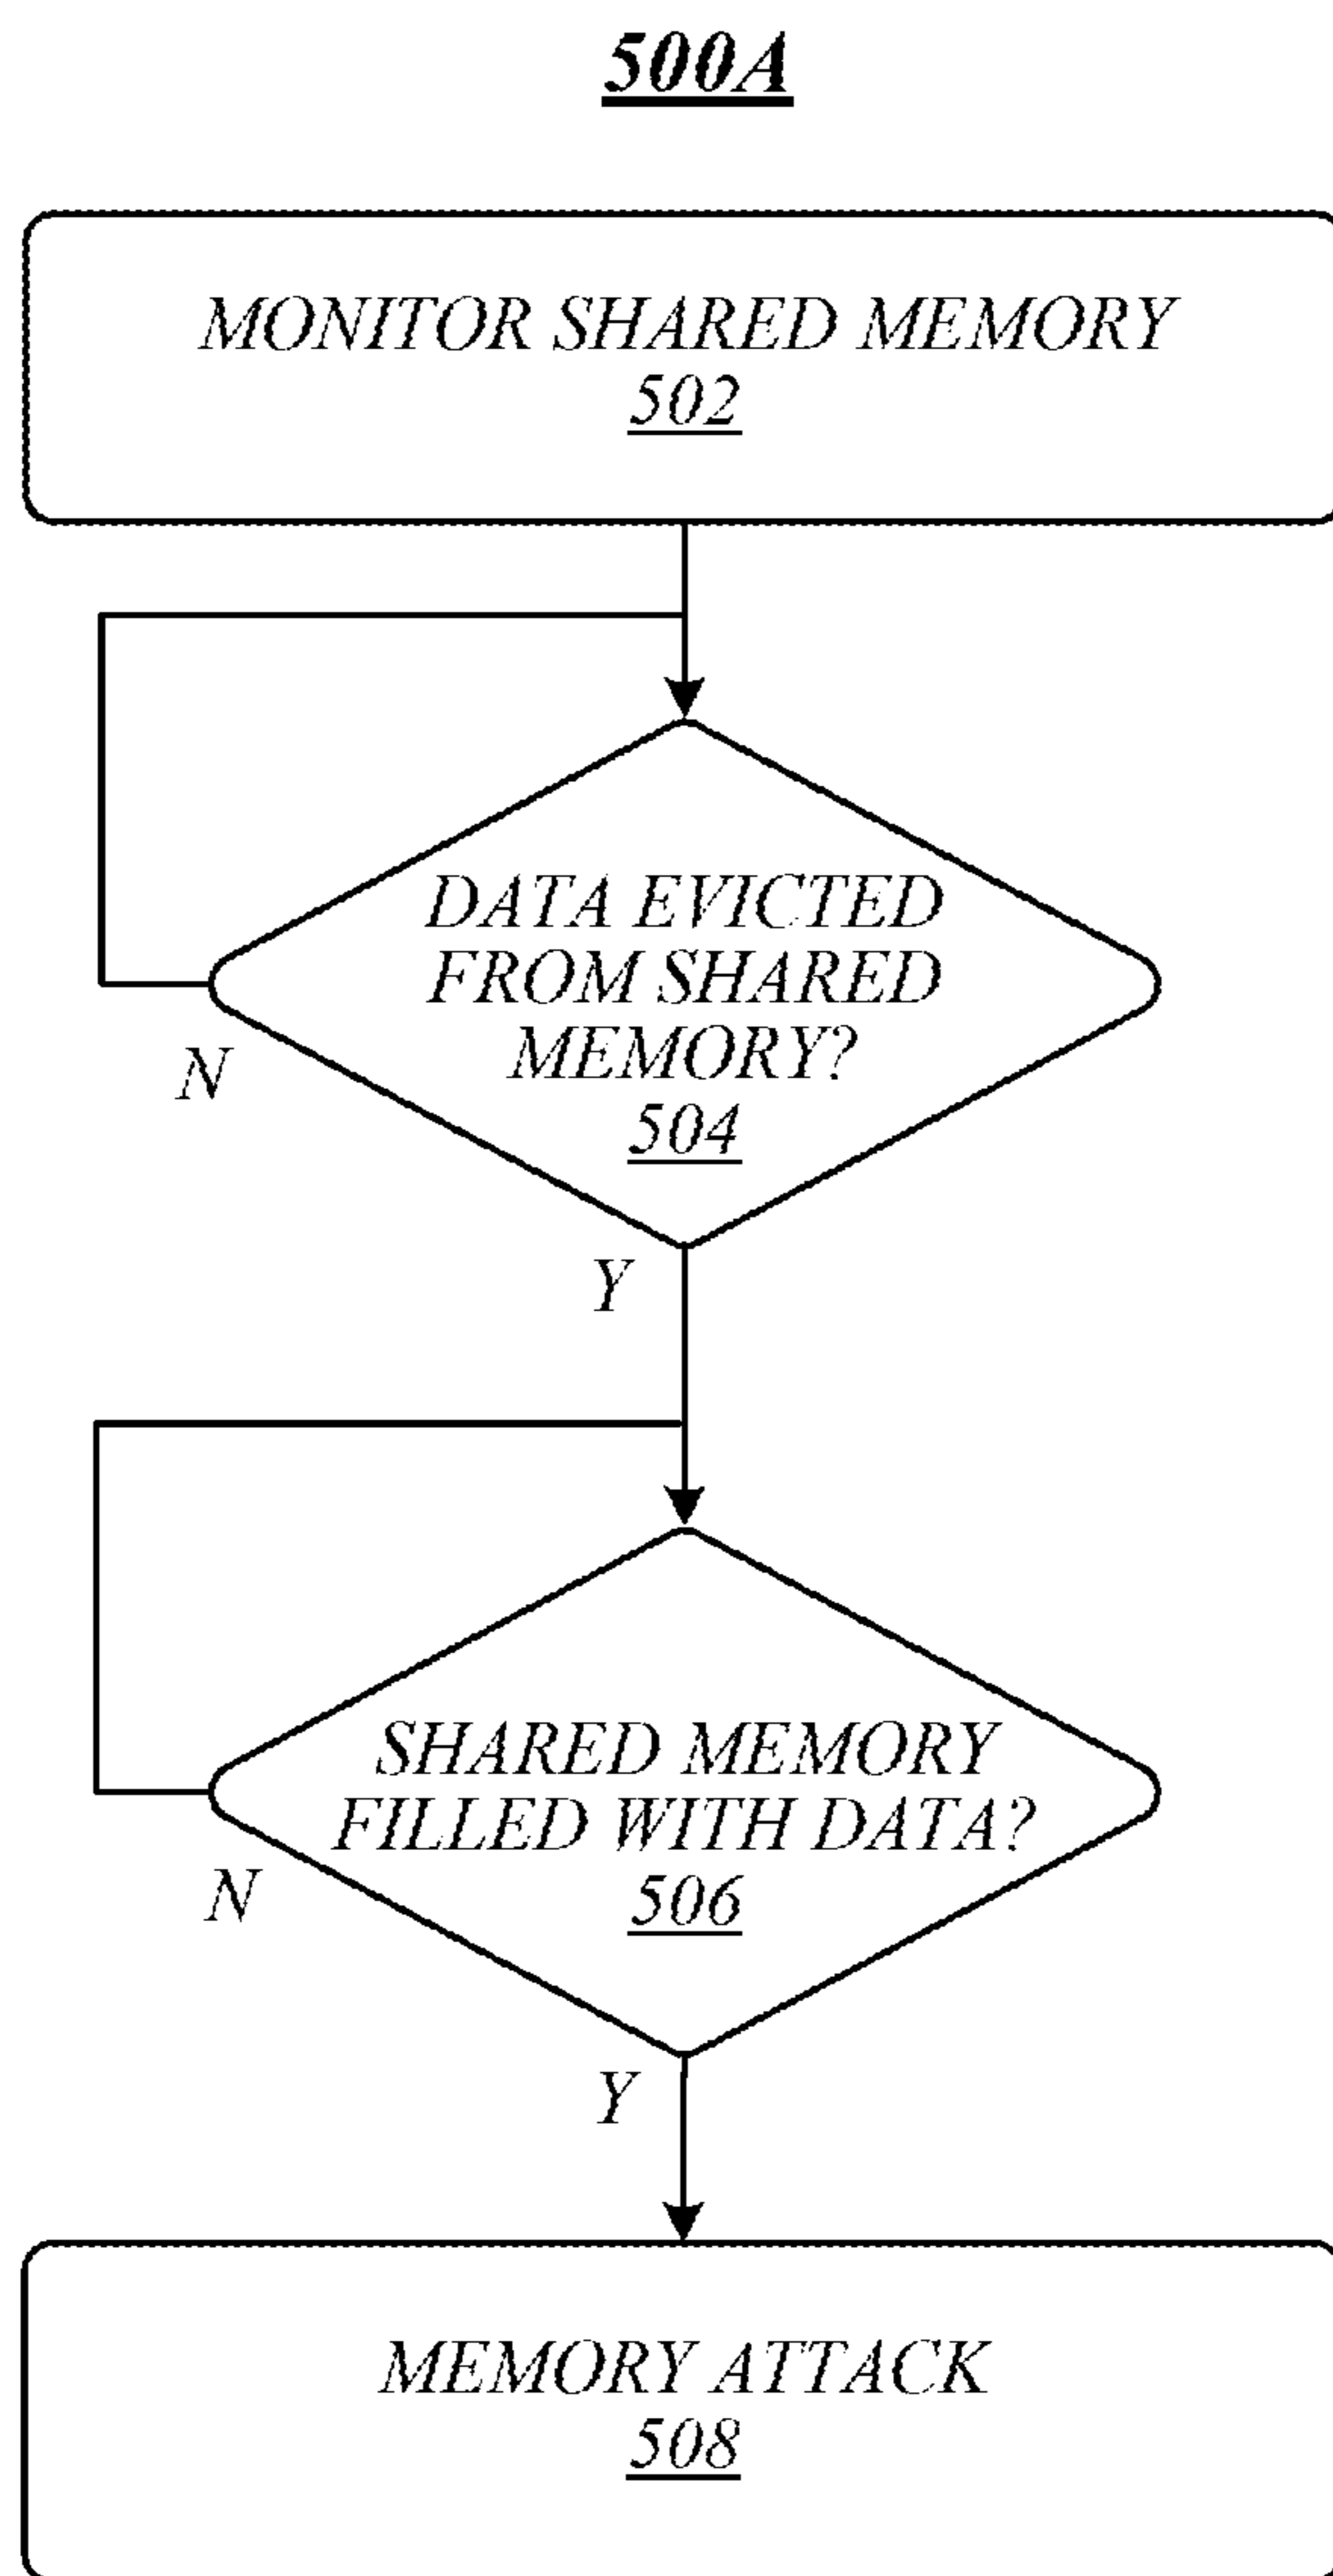 500A
MONITOR SHARED MEMORY
502
DATA EVICTED
FROM SHARED
MEMORY?
504
N
Y
SHARED MEMORY
FILLED WITH DATA?
506
N
Y
MEMORY ATTACK
508